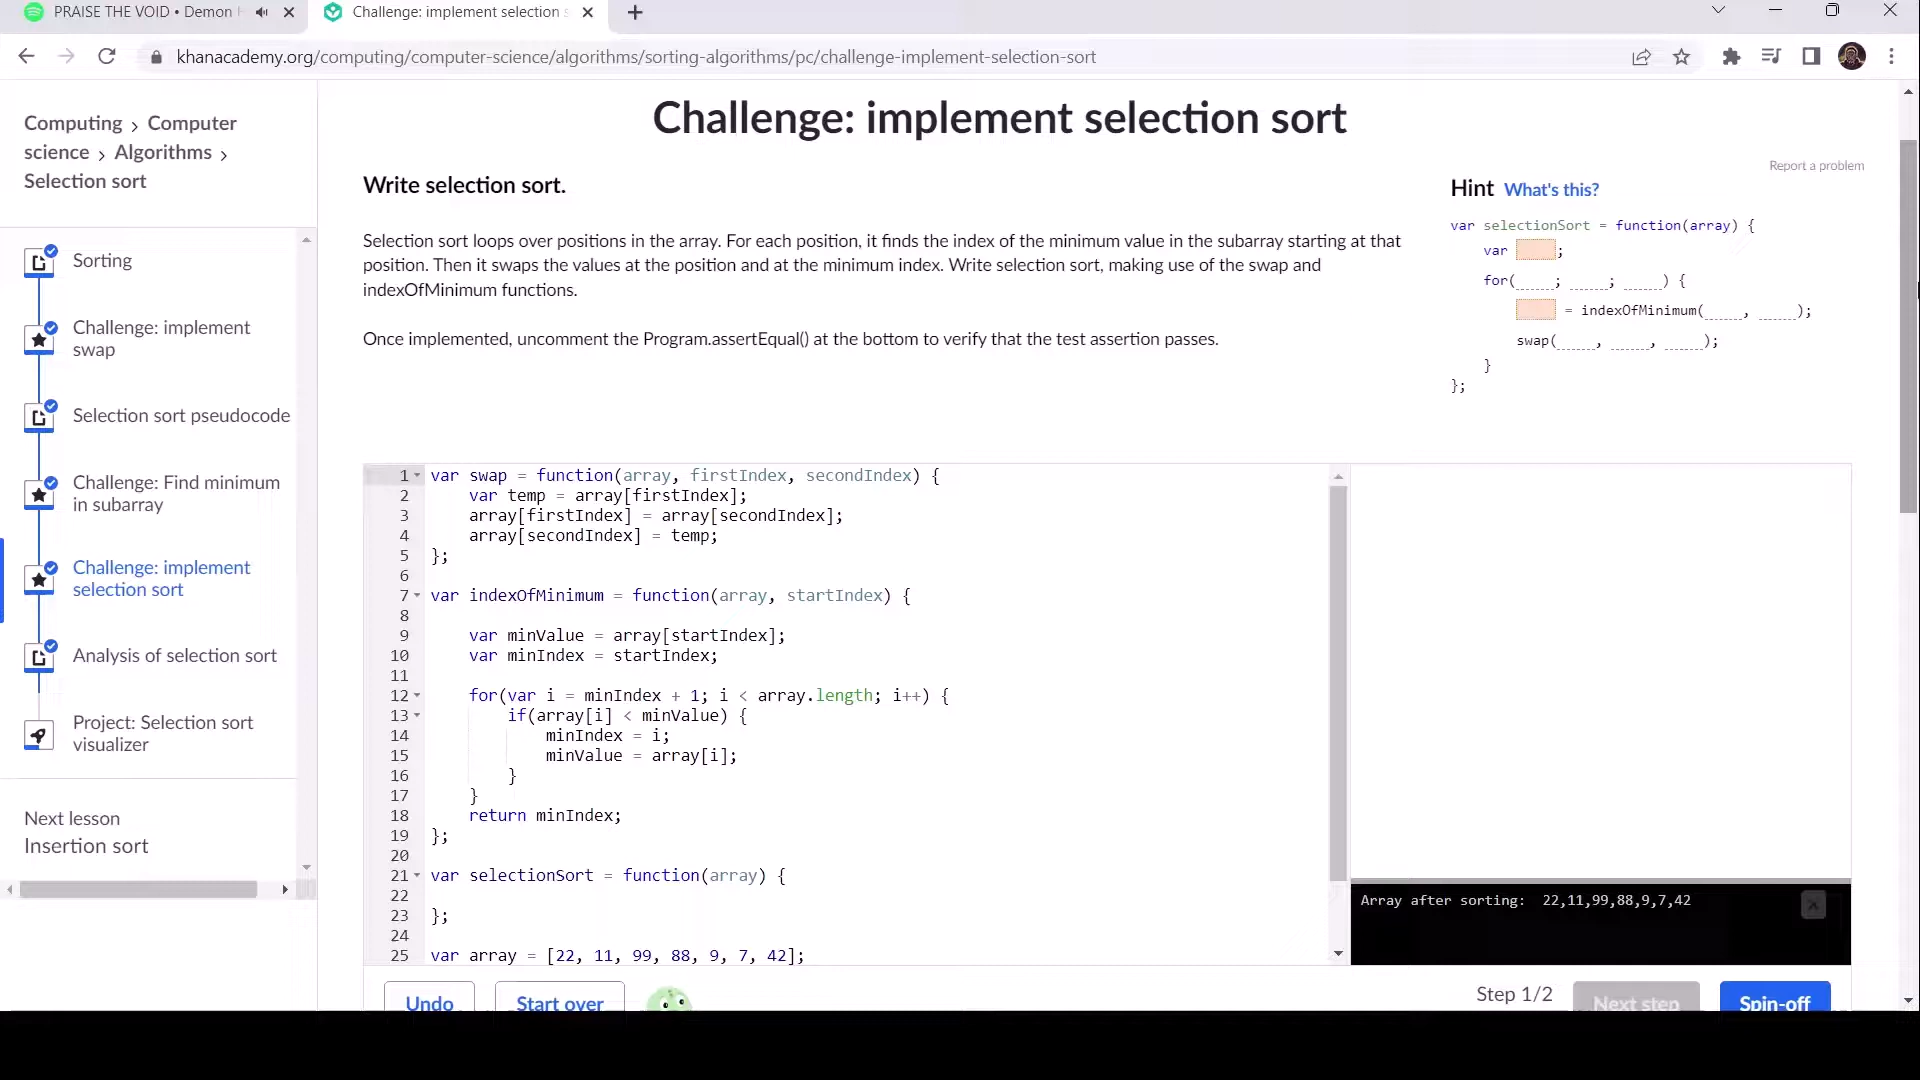 PRAISE THE VOID • Demon
Challenge: implement selection s
khanacademy.org/computing/computer-science/algorithms/sorting-algorithms/pc/challenge-implement-selection-sort
Computing > Computer
science > Algorithms >
Selection sort
Sorting
Challenge: implement
swap
Selection sort pseudocode
Challenge: Find minimum
in subarray
Challenge: implement
selection sort
Analysis of selection sort
Project: Selection sort
visualizer
Next lesson
Insertion sort
Challenge: implement selection sort
Report a problem
Write selection sort.
Selection sort loops over positions in the array. For each position, it finds the index of the minimum value in the subarray starting at that
position. Then it swaps the values at the position and at the minimum index. Write selection sort, making use of the swap and
indexOfMinimum functions.
Once implemented, uncomment the Program.assertEqual() at the bottom to verify that the test assertion passes.
Hint What's this?
var selectionSort = function(array) {
var ;
for(_____; _____; _____) {
= indexOfMinimum(_____, _____);
swap(_____, _____, _____);
}
};
1 var swap = function(array, firstIndex, secondIndex) {
2 var temp = array[firstIndex];
3 array[firstIndex] = array[secondIndex];
4 array[secondIndex] = temp;
5 };
6
7 var indexOfMinimum = function(array, startIndex) {
8
9 var minValue = array[startIndex];
10 var minIndex = startIndex;
11
12 for(var i = minIndex + 1; i < array.length; i++) {
13 if(array[i] < minValue) {
14 minIndex = i;
15 minValue = array[i];
16 }
17 }
18 return minIndex;
19 };
20
21 var selectionSort = function(array) {
22
23 };
24
25 var array = [22, 11, 99, 88, 9, 7, 42];
Array after sorting: 22,11,99,88,9,7,42
Undo
Start over
Step 1/2
Next step
Spin-off